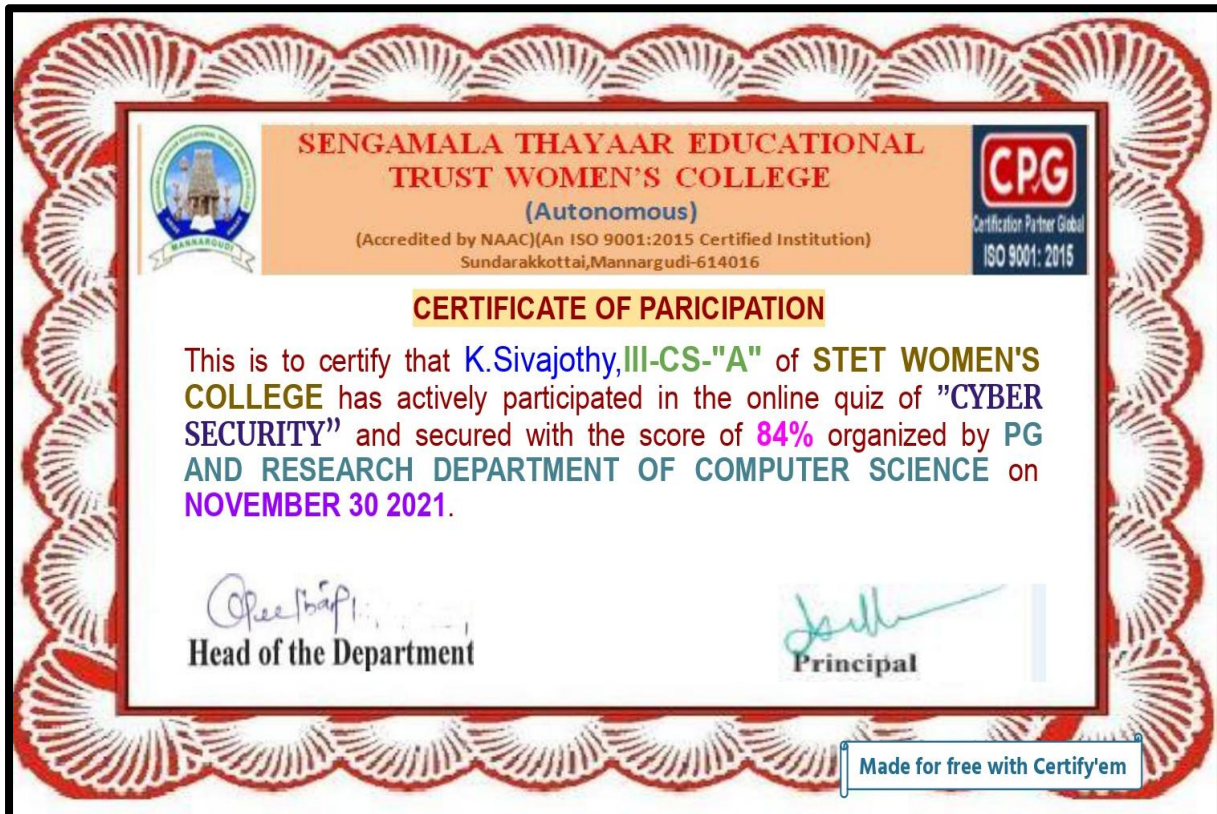 SENGAMALA THAYAAR EDUCATIONAL
TRUST WOMEN'S COLLEGE
(Autonomous)
(Accredited by NAAC)(An ISO 9001:2015 Certified Institution)
Sundarakkottai,Mannargudi-614016
MANNARGUDI
CPG
Certification Partner Global
ISO 9001: 2015
CERTIFICATE OF PARICIPATION
This is to certify that K.Sivajothy,III-CS-"A" of STET WOMEN'S
COLLEGE has actively participated in the online quiz of ”CYBER
SECURITY” and secured with the score of 84% organized by PG
AND RESEARCH DEPARTMENT OF COMPUTER SCIENCE on
NOVEMBER 30 2021.
Head of the Department
Principal
Made for free with Certify'em